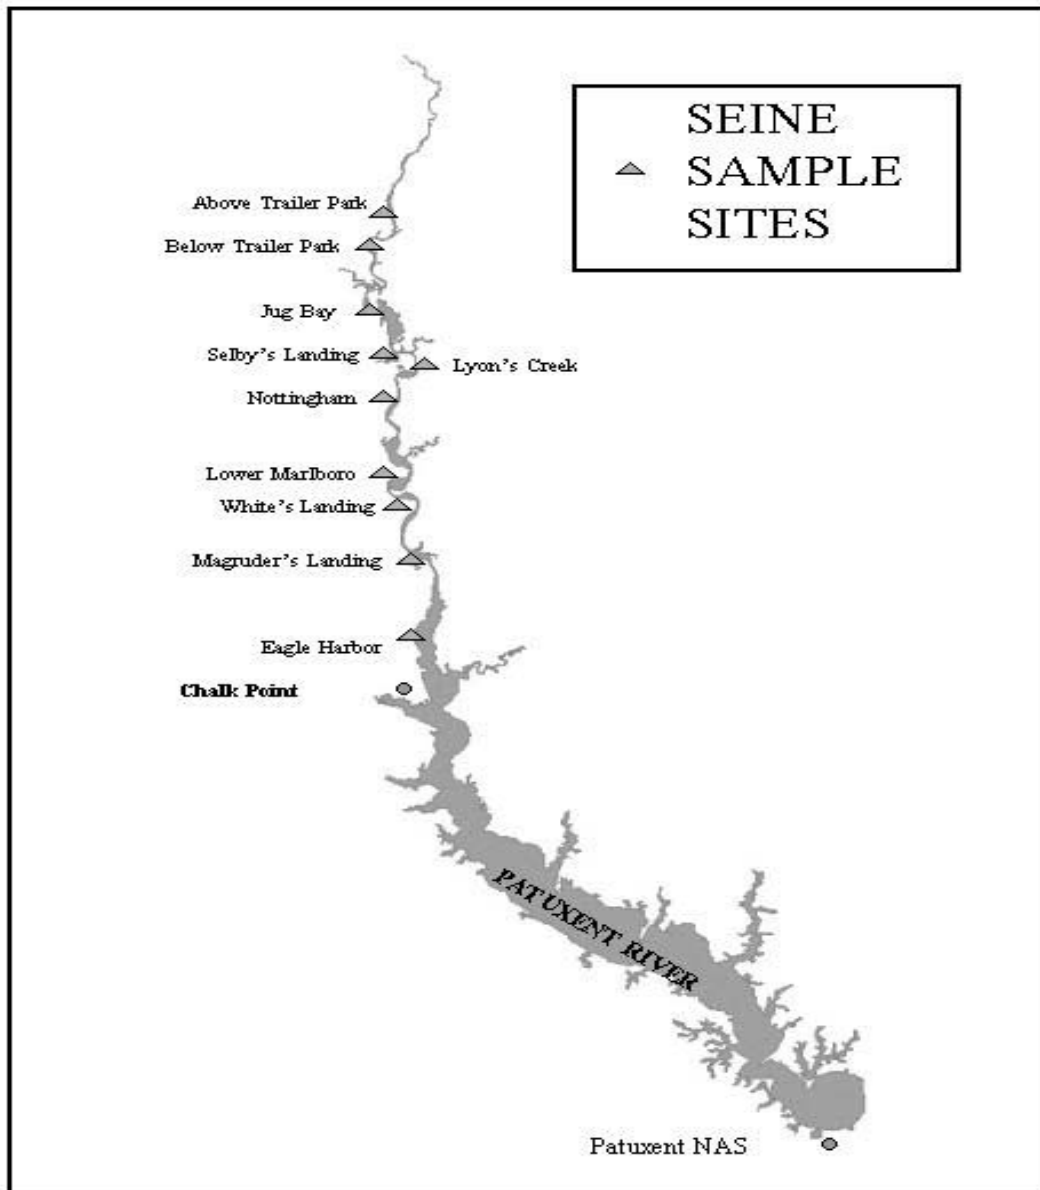 SEINE
SAMPLE
SITES
Above Trailer Park
Below Trailer Park
Jug Bay
Selby's Landing
Lyon's Creek
Nottingham
Lower Marlboro
White's Landing
Magruder's Landing
Eagle Harbor
Chalk Point
PATUXENT RIVER
Patuxent NAS